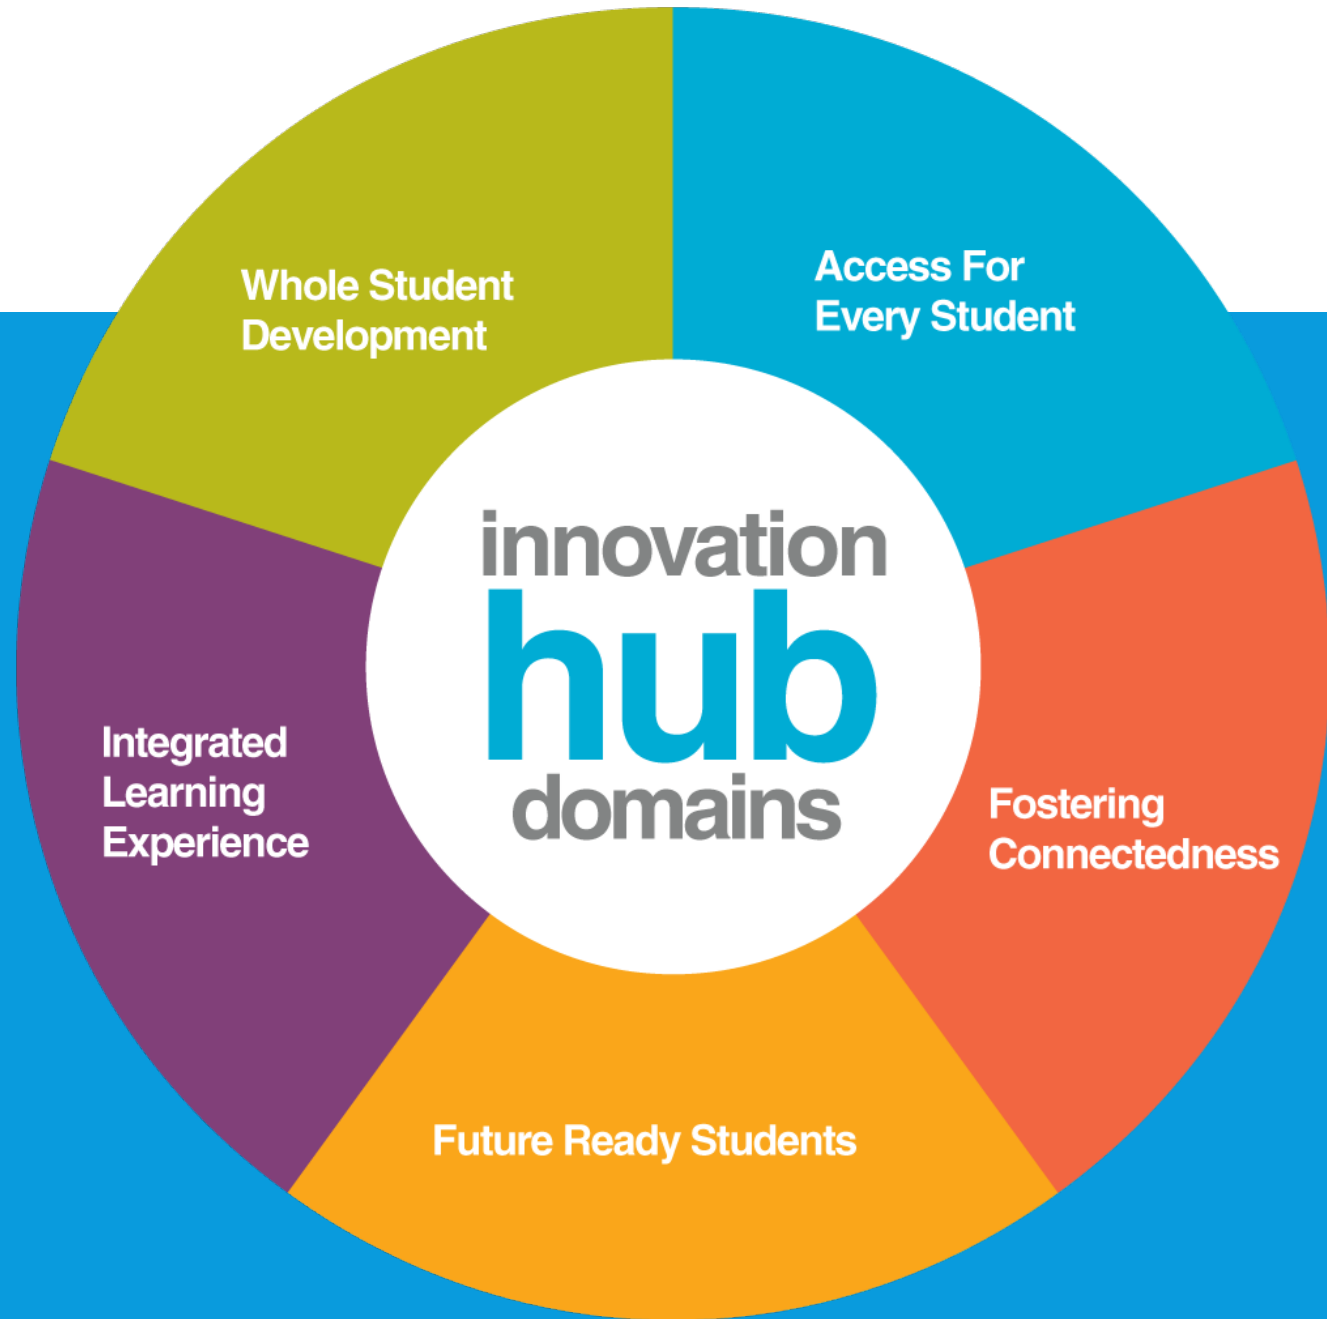 Whole Student
Development
Access For
Every Student
innovation
hub
domains
Integrated
Learning
Experience
Fostering
Connectedness
Future Ready Students